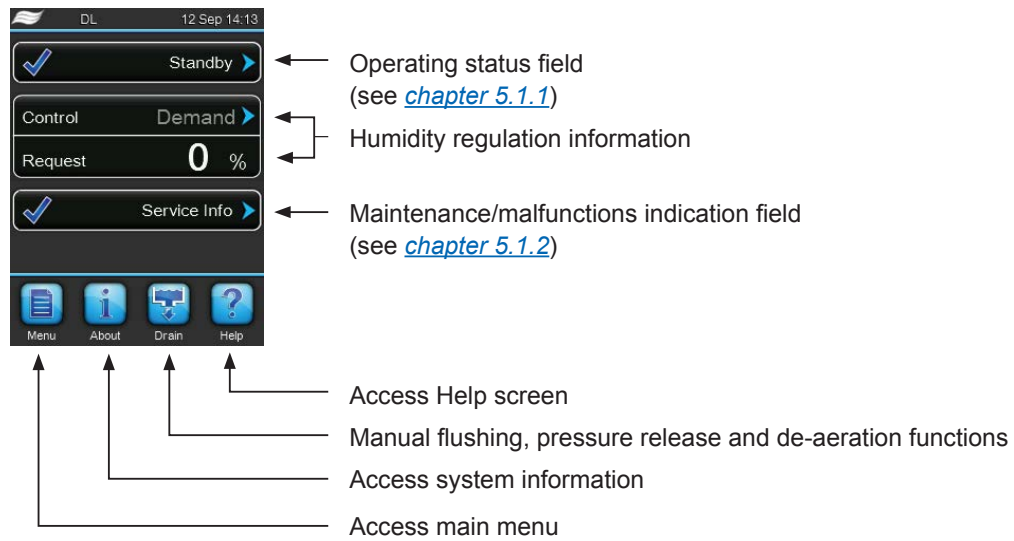 DL 12 Sep 14:13
Standby
Operating status field
(see chapter 5.1.1)
Control Demand
Humidity regulation information
Request 0 %
Service Info
Maintenance/malfunctions indication field
(see chapter 5.1.2)
Menu About Drain Help
Access Help screen
Manual flushing, pressure release and de-aeration functions
Access system information
Access main menu